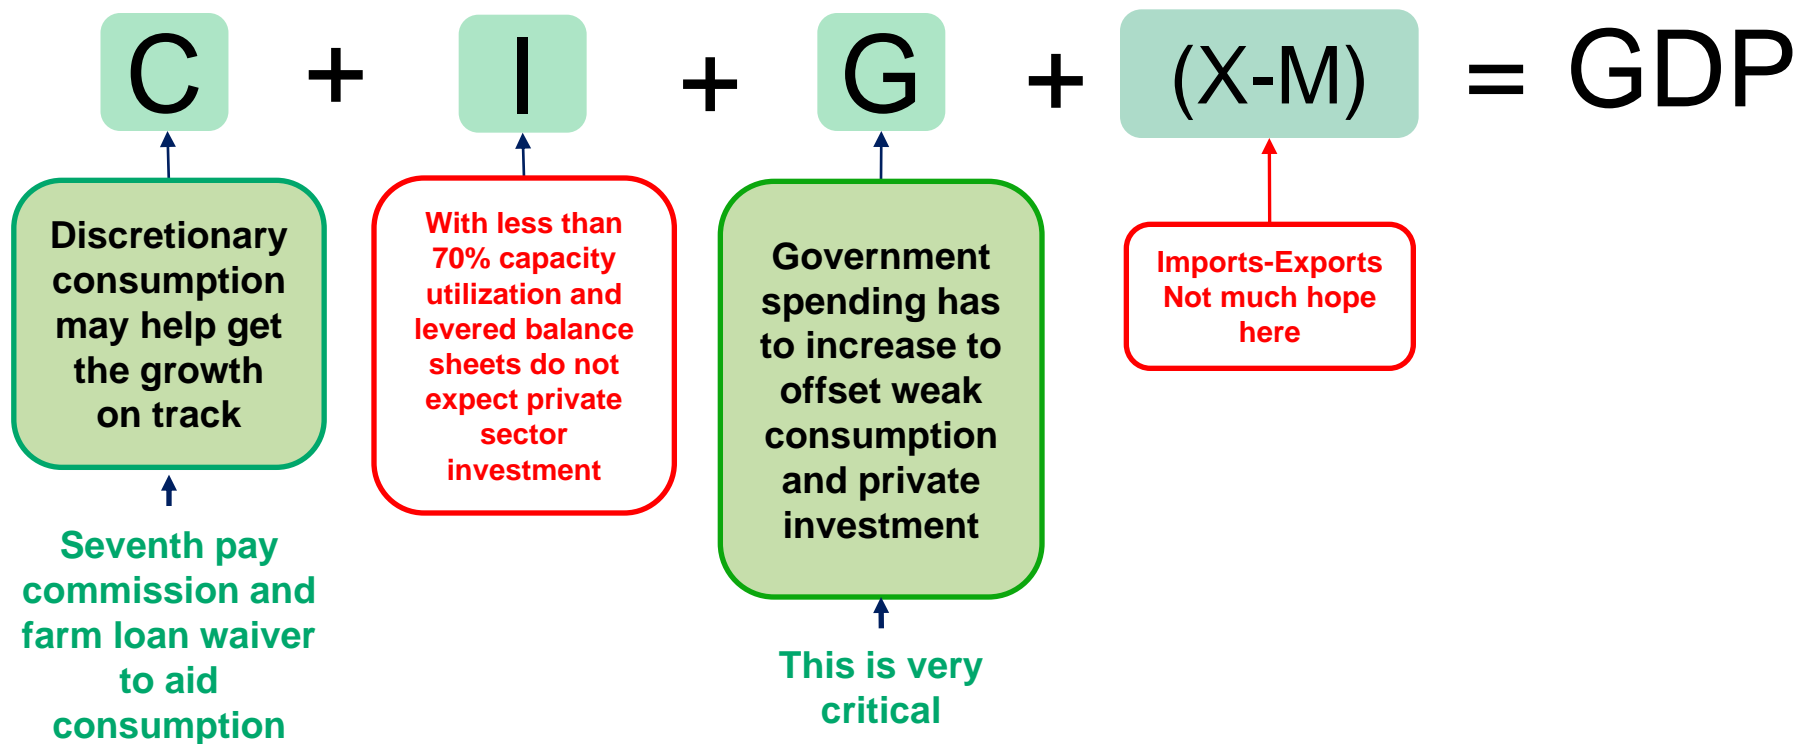 C + I + G + (X-M) = GDP
Discretionary
consumption
may help get
the growth
on track
Seventh pay
commission and
farm loan waiver
to aid
consumption
With less than
70% capacity
utilization and
levered balance
sheets do not
expect private
sector
investment
Government
spending has
to increase to
offset weak
consumption
and private
investment
This is very
critical
Imports-Exports
Not much hope
here